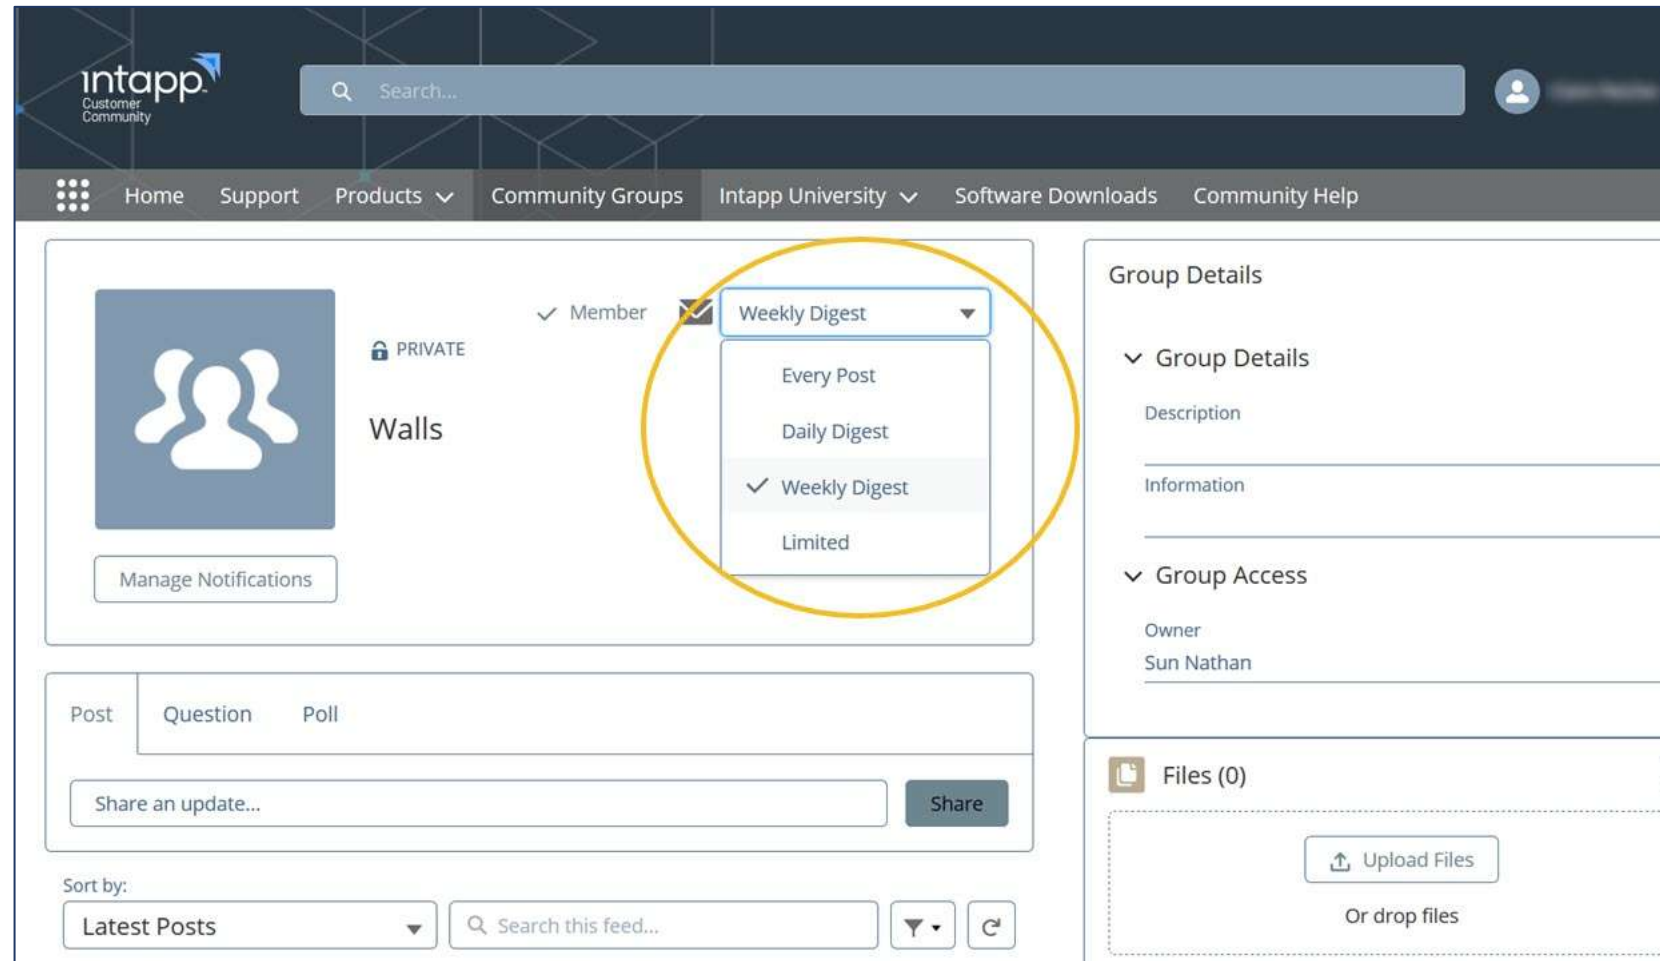 ıntapp
Customer
Community
Search...
Home Support Products Community Groups Intapp University Software Downloads Community Help
Member Weekly Digest
PRIVATE
Walls
Every Post
Daily Digest
Weekly Digest
Limited
Manage Notifications
Post Question Poll
Share an update... Share
Sort by:
Latest Posts Search this feed...
Group Details
Group Details
Description
Information
Group Access
Owner
Sun Nathan
Files (0)
Upload Files
Or drop files